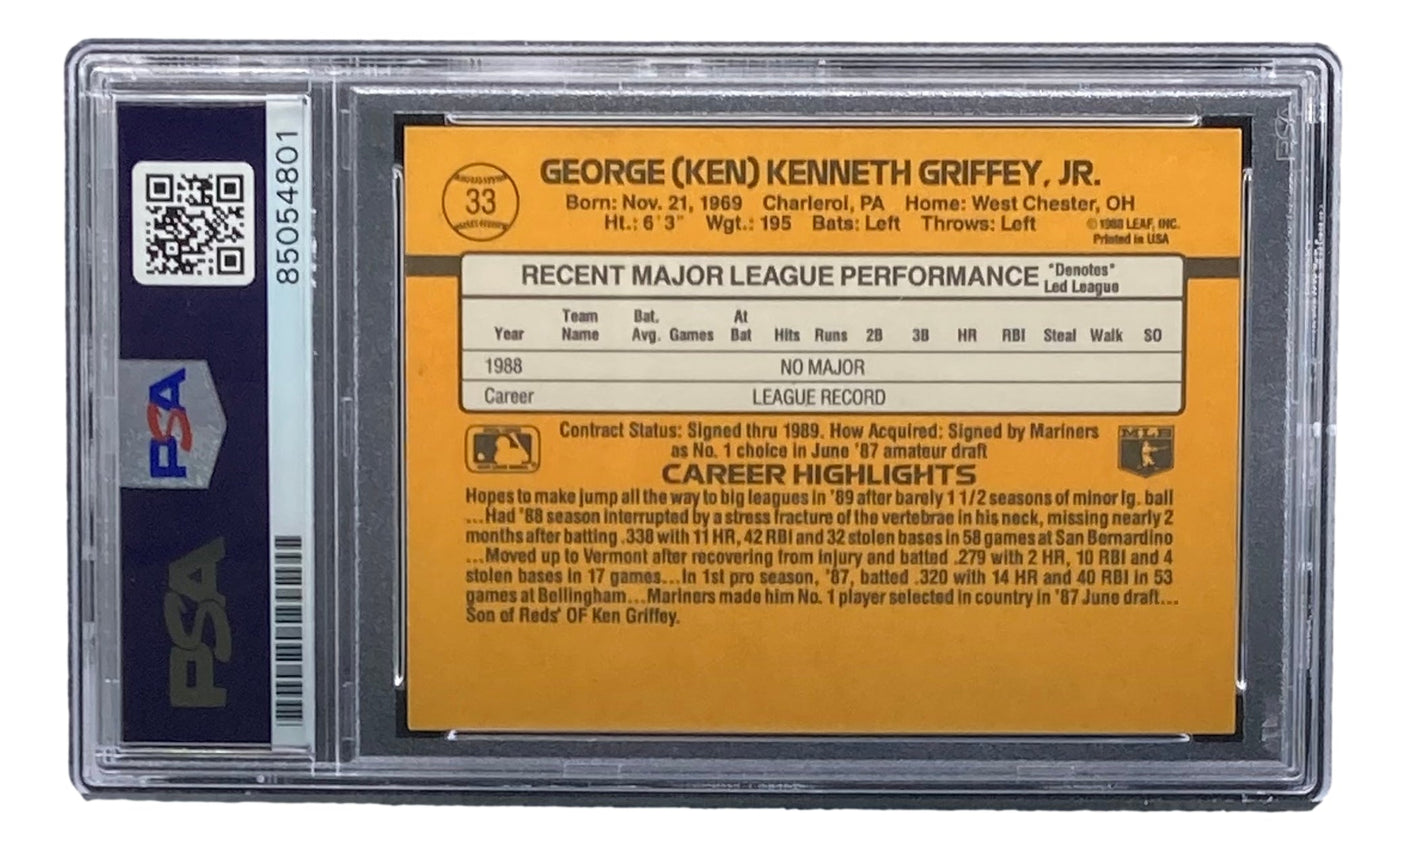 85054801
PSA
PSA
33
GEORGE (KEN) KENNETH GRIFFEY, JR.
Born: Nov. 21, 1969 Charleroi, PA Home: West Chester, OH
Ht.: 6' 3" Wgt.: 195 Bats: Left Throws: Left
© 1988 LEAF, INC.
Printed in USA
RECENT MAJOR LEAGUE PERFORMANCE
"Denotes"
Led League
Year Team Name Bat. Avg. Games At Bat Hits Runs 2B 3B HR RBI Steal Walk SO
1988 NO MAJOR
Career LEAGUE RECORD
Contract Status: Signed thru 1989. How Acquired: Signed by Mariners
as No. 1 choice in June '87 amateur draft
MLB
CAREER HIGHLIGHTS
Hopes to make jump all the way to big leagues in '89 after barely 1 1/2 seasons of minor lg. ball
...Had '88 season interrupted by a stress fracture of the vertebrae in his neck, missing nearly 2
months after batting .338 with 11 HR, 42 RBI and 32 stolen bases in 58 games at San Bernardino
...Moved up to Vermont after recovering from injury and batted .279 with 2 HR, 10 RBI and 4
stolen bases in 17 games...In 1st pro season, '87, batted .320 with 14 HR and 40 RBI in 53
games at Bellingham...Mariners made him No. 1 player selected in country in '87 June draft...
Son of Reds' OF Ken Griffey.